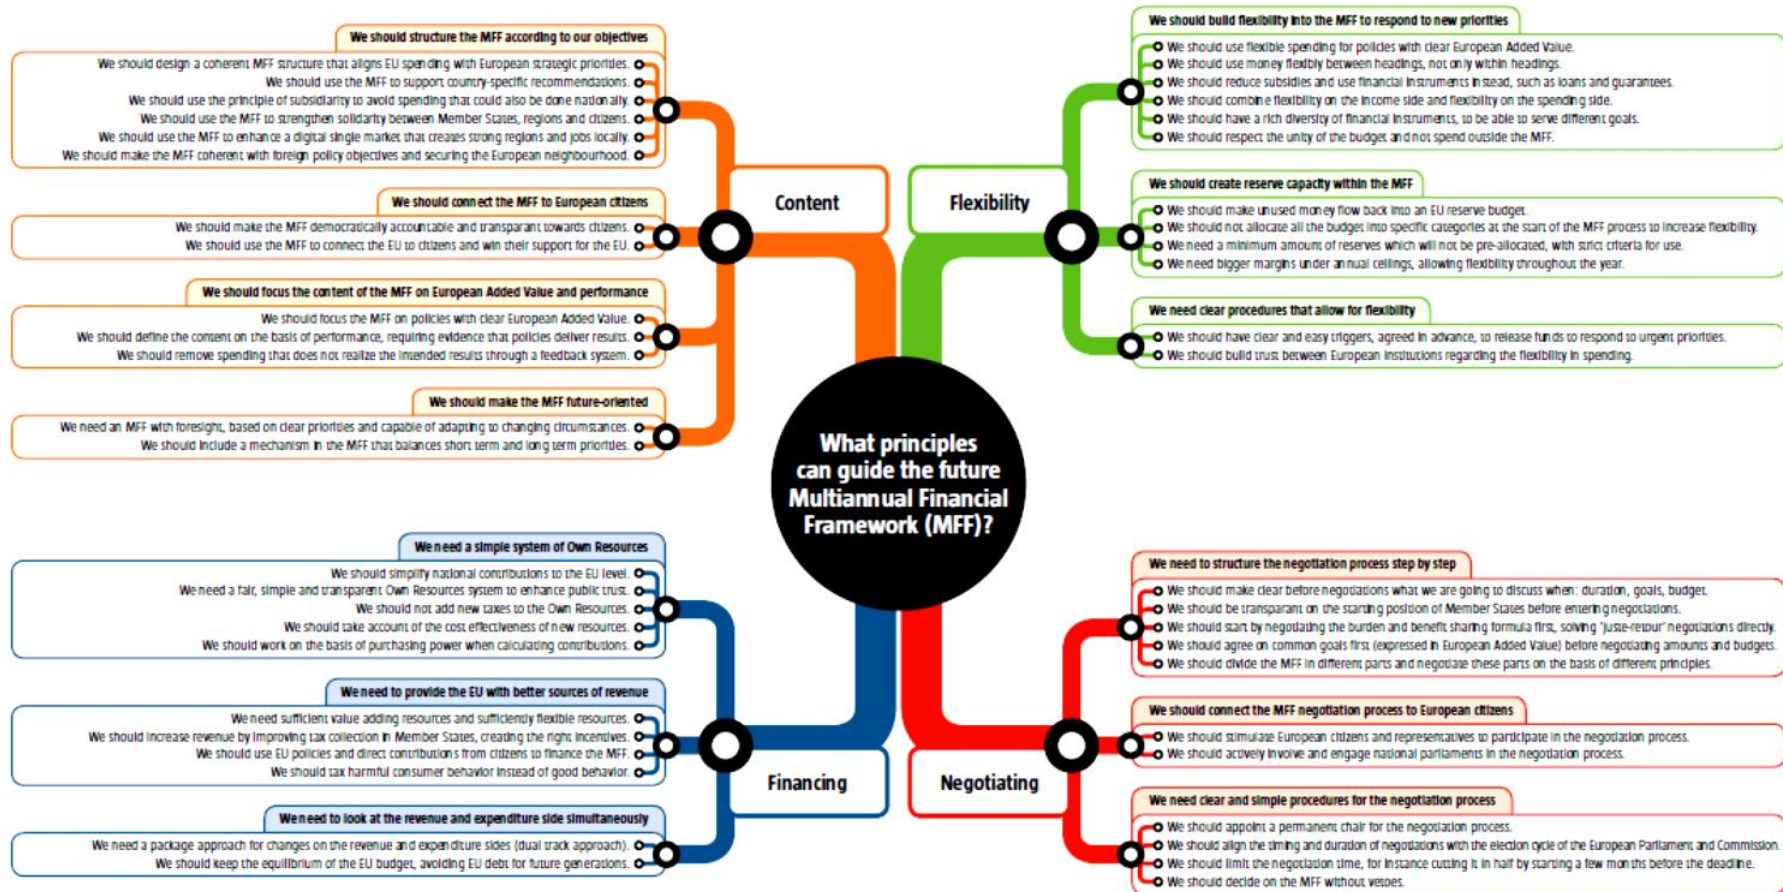 We should structure the MFF according to our objectives
We should design a coherent MFF structure that aligns EU spending with European strategic priorities.
We should use the MFF to support country-specific recommendations.
We should use the principle of subsidiarity to avoid spending that could also be done nationally.
We should use the MFF to strengthen solidarity between Member States, regions and citizens.
We should use the MFF to enhance a digital single market that creates strong regions and jobs locally.
We should make the MFF coherent with foreign policy objectives and securing the European neighbourhood.
We should connect the MFF to European citizens
We should make the MFF democratically accountable and transparant towards citizens.
We should use the MFF to connect the EU to citizens and win their support for the EU.
We should focus the content of the MFF on European Added Value and performance
We should focus the MFF on policies with clear European Added Value.
We should define the content on the basis of performance, requiring evidence that policies deliver results.
We should remove spending that does not realize the intended results through a feedback system.
We should make the MFF future-oriented
We need an MFF with foresight, based on clear priorities and capable of adapting to changing circumstances.
We should include a mechanism in the MFF that balances short term and long term priorities.
Content
Flexibility
We should build flexibility into the MFF to respond to new priorities
We should use flexible spending for policies with clear European Added Value.
We should use money flexibly between headings, not only within headings.
We should reduce subsidies and use financial instruments instead, such as loans and guarantees.
We should combine flexibility on the income side and flexibility on the spending side.
We should have a rich diversity of financial instruments, to be able to serve different goals.
We should respect the unity of the budget and not spend outside the MFF.
We should create reserve capacity within the MFF
We should make unused money flow back into an EU reserve budget.
We should not allocate all the budget into specific categories at the start of the MFF process to increase flexibility.
We need a minimum amount of reserves which will not be pre-allocated, with strict criteria for use.
We need bigger margins under annual ceilings, allowing flexibility throughout the year.
We need clear procedures that allow for flexibility
We should have clear and easy triggers, agreed in advance, to release funds to respond to urgent priorities.
We should build trust between European institutions regarding the flexibility in spending.
What principles
can guide the future
Multiannual Financial
Framework (MFF)?
We need a simple system of Own Resources
We should simplify national contributions to the EU level.
We need a fair, simple and transparent Own Resources system to enhance public trust.
We should not add new taxes to the Own Resources.
We should take account of the cost effectiveness of new resources.
We should work on the basis of purchasing power when calculating contributions.
We need to provide the EU with better sources of revenue
We need sufficient value adding resources and sufficiently flexible resources.
We should increase revenue by improving tax collection in Member States, creating the right incentives.
We should use EU policies and direct contributions from citizens to finance the MFF.
We should tax harmful consumer behavior instead of good behavior.
We need to look at the revenue and expenditure side simultaneously
We need a package approach for changes on the revenue and expenditure sides (dual track approach).
We should keep the equilibrium of the EU budget, avoiding EU debt for future generations.
Financing
Negotiating
We need to structure the negotiation process step by step
We should make clear before negotiations what we are going to discuss when: duration, goals, budget.
We should be transparant on the starting position of Member States before entering negotiations.
We should start by negotiating the burden and benefit sharing formula first, solving 'juste-retour' negotiations directly.
We should agree on common goals first (expressed in European Added Value) before negotiating amounts and budgets.
We should divide the MFF in different parts and negotiate these parts on the basis of different principles.
We should connect the MFF negotiation process to European citizens
We should stimulate European citizens and representatives to participate in the negotiation process.
We should actively involve and engage national parliaments in the negotiation process.
We need clear and simple procedures for the negotiation process
We should appoint a permanent chair for the negotiation process.
We should align the timing and duration of negotiations with the election cycle of the European Parliament and Commission.
We should limit the negotiation time, for instance cutting it in half by starting a few months before the deadline.
We should decide on the MFF without vetoes.